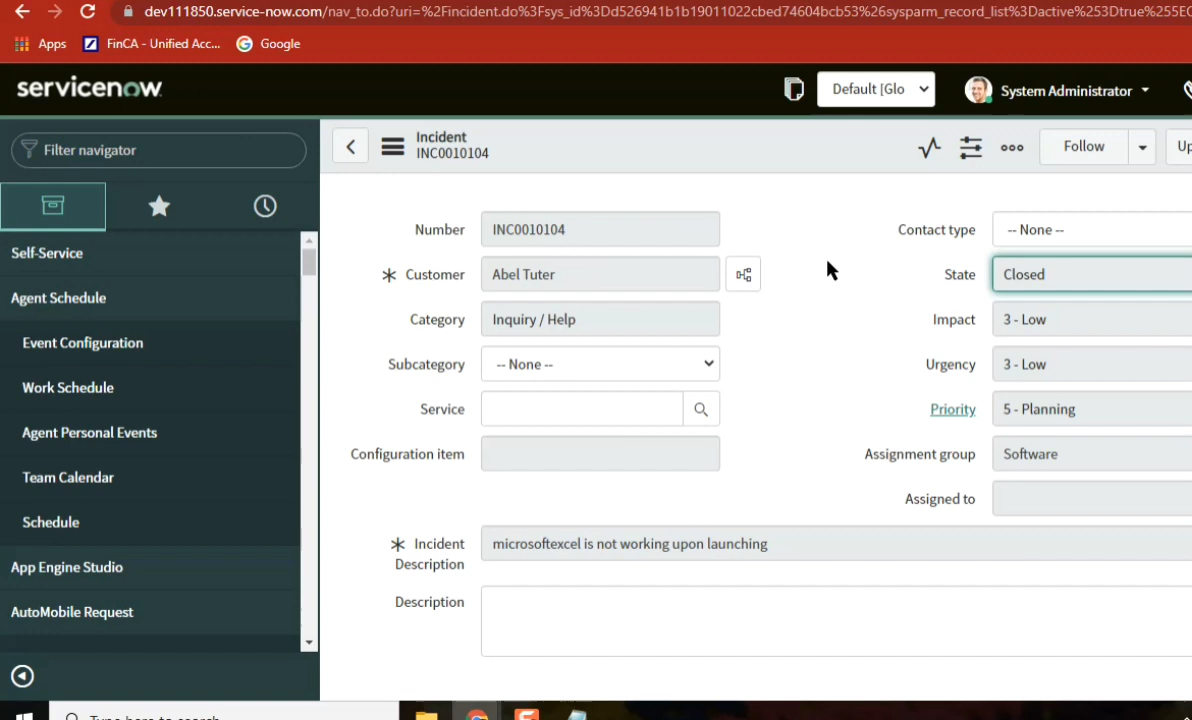 dev111850.service-now.com/nav_to.do?uri=%2Fincident.do%3Fsys_id%3Dd526941b1b19011022cbed74604bcb53%26sysparm_record_list%3Dactive%253Dtrue%255EO
Apps
FinCA - Unified Acc...
Google
servicenow
Default [Glo
System Administrator
Filter navigator
Incident
INC0010104
Follow
Up
Self-Service
Agent Schedule
Event Configuration
Work Schedule
Agent Personal Events
Team Calendar
Schedule
App Engine Studio
AutoMobile Request
Number INC0010104
Customer Abel Tuter
Category Inquiry / Help
Subcategory -- None --
Service
Configuration item
Contact type -- None --
State Closed
Impact 3 - Low
Urgency 3 - Low
Priority 5 - Planning
Assignment group Software
Assigned to
Incident Description microsoftexcel is not working upon launching
Description
Type here to search